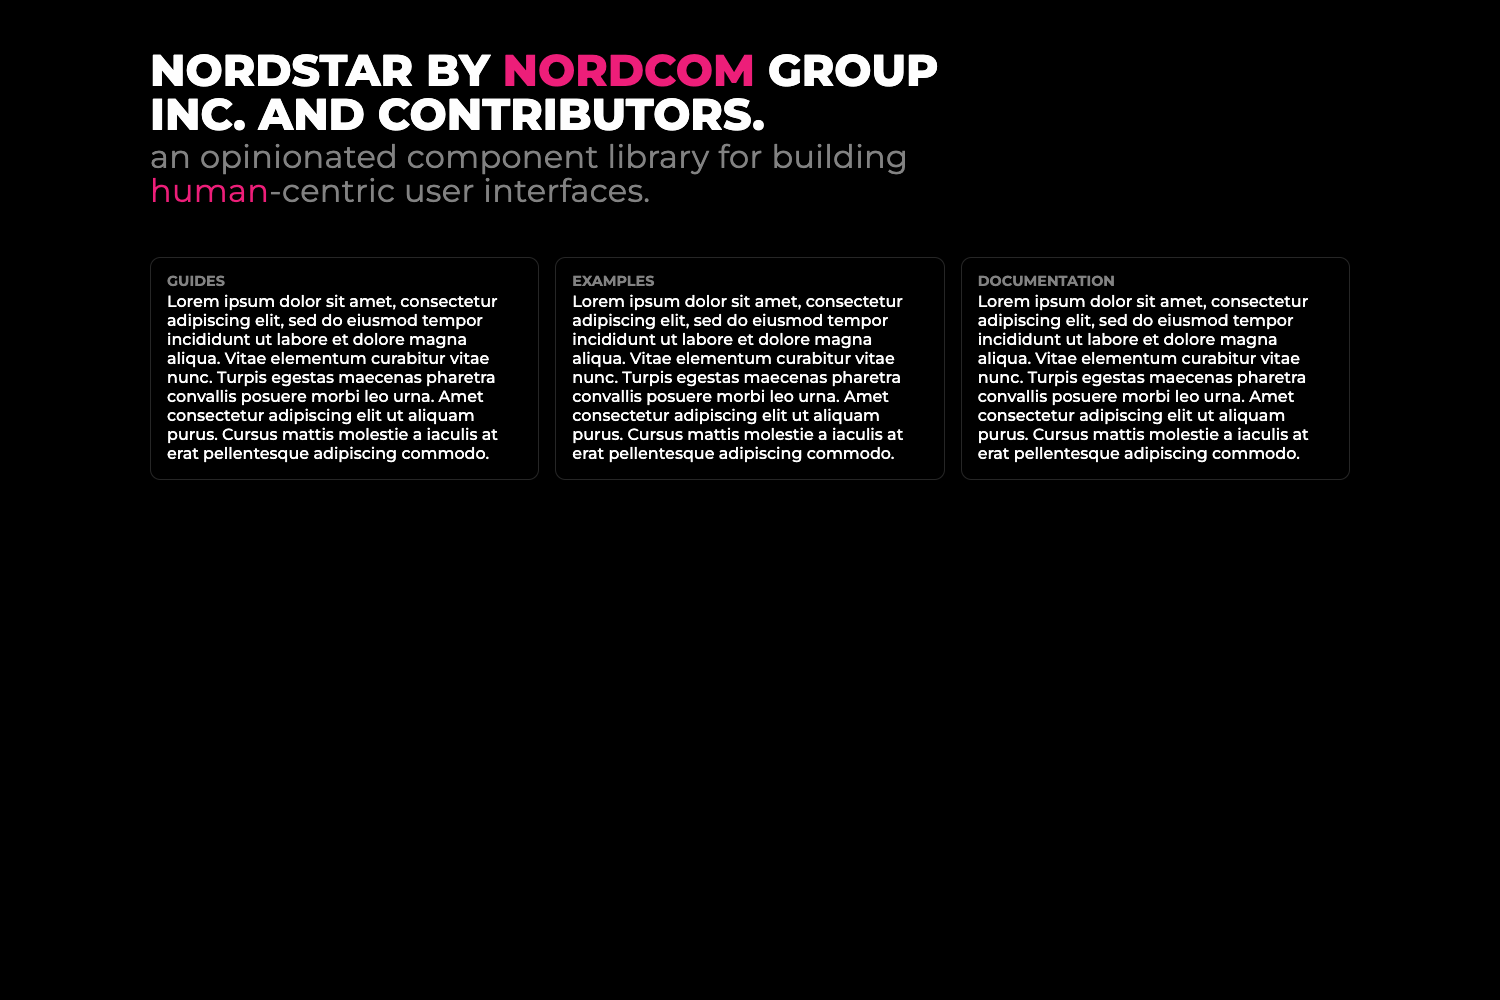 NORDSTAR BY NORDCOM GROUP
INC. AND CONTRIBUTORS.
an opinionated component library for building
human-centric user interfaces.
GUIDES
Lorem ipsum dolor sit amet, consectetur
adipiscing elit, sed do eiusmod tempor
incididunt ut labore et dolore magna
aliqua. Vitae elementum curabitur vitae
nunc. Turpis egestas maecenas pharetra
convallis posuere morbi leo urna. Amet
consectetur adipiscing elit ut aliquam
purus. Cursus mattis molestie a iaculis at
erat pellentesque adipiscing commodo.
EXAMPLES
Lorem ipsum dolor sit amet, consectetur
adipiscing elit, sed do eiusmod tempor
incididunt ut labore et dolore magna
aliqua. Vitae elementum curabitur vitae
nunc. Turpis egestas maecenas pharetra
convallis posuere morbi leo urna. Amet
consectetur adipiscing elit ut aliquam
purus. Cursus mattis molestie a iaculis at
erat pellentesque adipiscing commodo.
DOCUMENTATION
Lorem ipsum dolor sit amet, consectetur
adipiscing elit, sed do eiusmod tempor
incididunt ut labore et dolore magna
aliqua. Vitae elementum curabitur vitae
nunc. Turpis egestas maecenas pharetra
convallis posuere morbi leo urna. Amet
consectetur adipiscing elit ut aliquam
purus. Cursus mattis molestie a iaculis at
erat pellentesque adipiscing commodo.